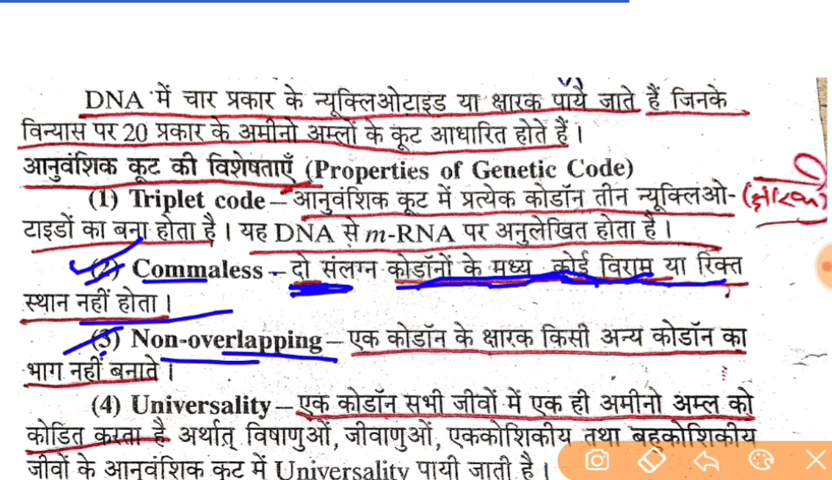 DNA में चार प्रकार के न्यूक्लिओटाइड या क्षारक पाये जाते हैं जिनके
विन्यास पर 20 प्रकार के अमीनो अम्लों के कूट आधारित होते हैं।
आनुवंशिक कूट की विशेषताएँ (Properties of Genetic Code)
(1) Triplet code – आनुवंशिक कूट में प्रत्येक कोडॉन तीन न्यूक्लिओ- (क्षारको)
टाइडों का बना होता है। यह DNA से m-RNA पर अनुलेखित होता है।
(2) Commaless – दो संलग्न कोडॉनों के मध्य कोई विराम या रिक्त
स्थान नहीं होता।
(3) Non-overlapping – एक कोडॉन के क्षारक किसी अन्य कोडॉन का
भाग नहीं बनाते।
(4) Universality – एक कोडॉन सभी जीवों में एक ही अमीनो अम्ल को
कोडित करता है अर्थात् विषाणुओं, जीवाणुओं, एककोशिकीय तथा बहुकोशिकीय
जीवों के आनुवंशिक कूट में Universality पायी जाती है।